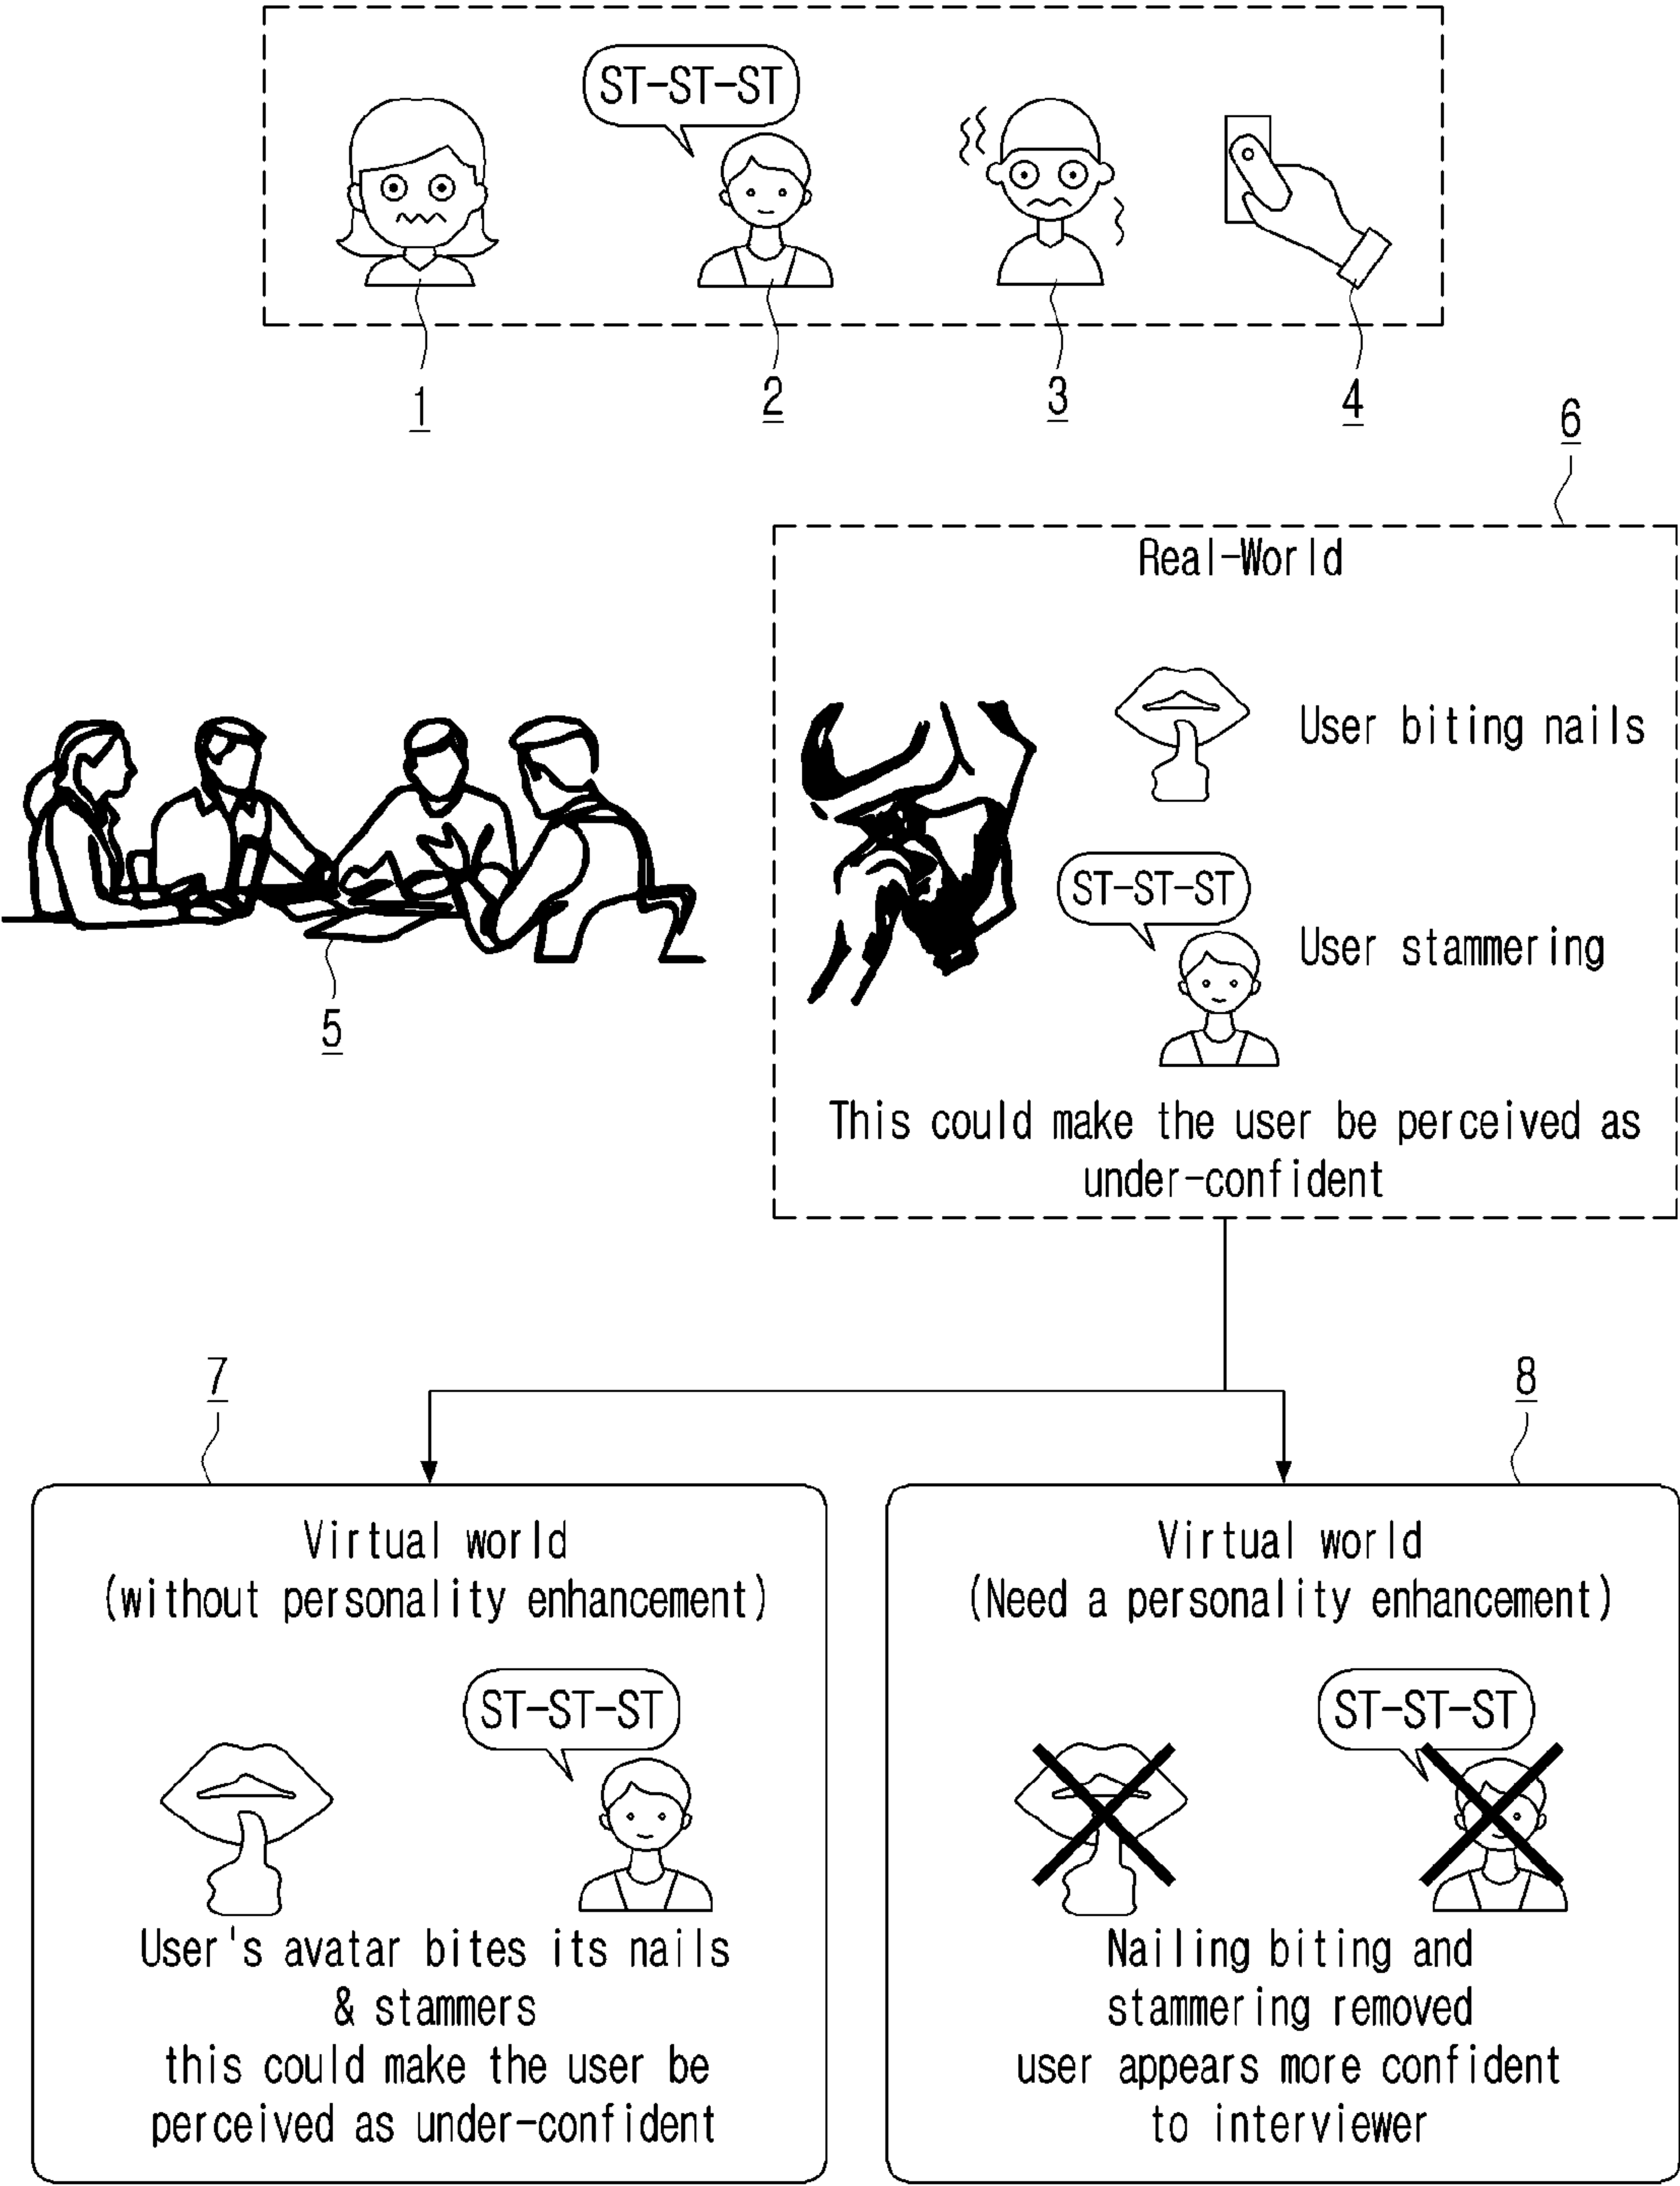 ST-ST-ST
1
2
3
4
6
Real-World
User biting nails
ST-ST-ST
User stammering
5
This could make the user be perceived as
under-confident
7
8
Virtual world
(without personality enhancement)
ST-ST-ST
User's avatar bites its nails
& stammers
this could make the user be
perceived as under-confident
Virtual world
(Need a personality enhancement)
ST-ST-ST
Nailing biting and
stammering removed
user appears more confident
to interviewer